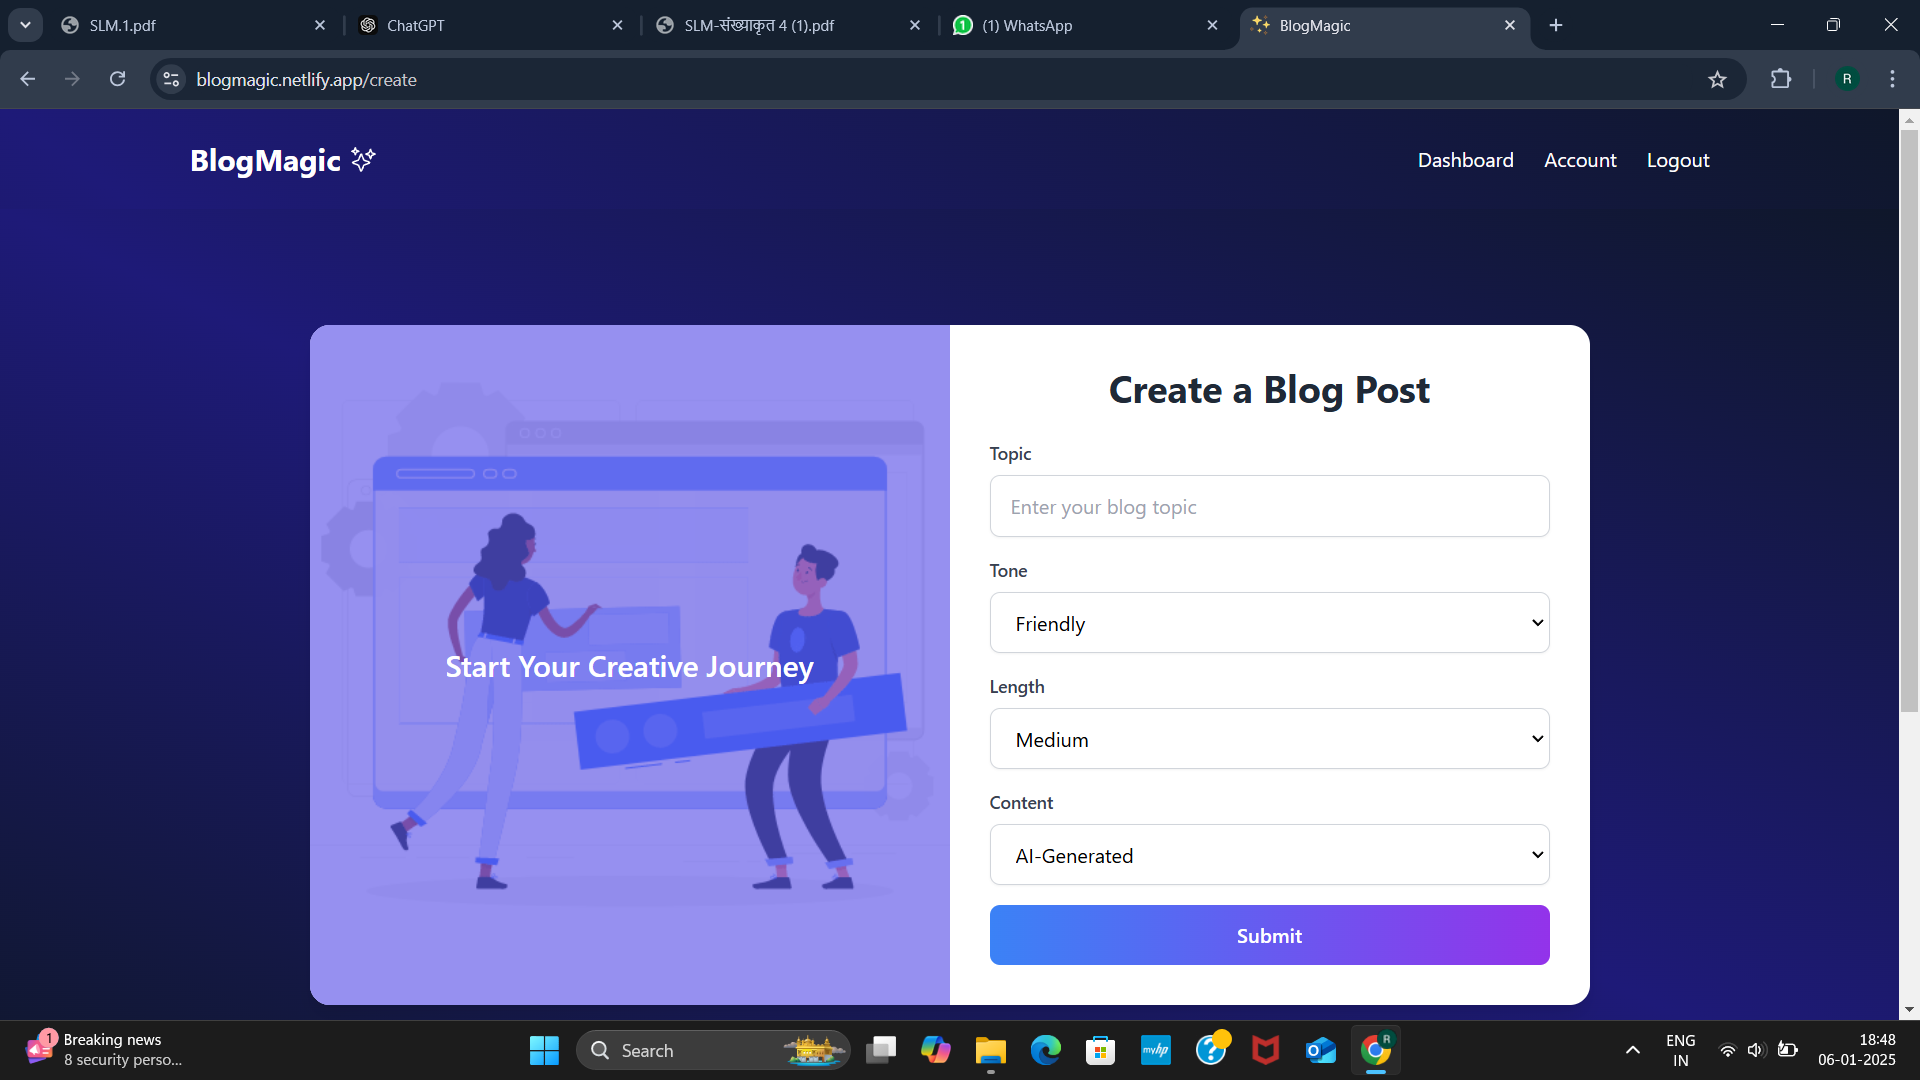 SLM.1.pdf
ChatGPT
SLM-संख्याकृत 4 (1).pdf
(1) WhatsApp
BlogMagic
blogmagic.netlify.app/create
R
BlogMagic
Dashboard
Account
Logout
Start Your Creative Journey
Create a Blog Post
Topic
Enter your blog topic
Tone
Friendly
Length
Medium
Content
AI-Generated
Submit
1
Breaking news
8 security perso...
Search
myhp
R
ENG
IN
18:48
06-01-2025